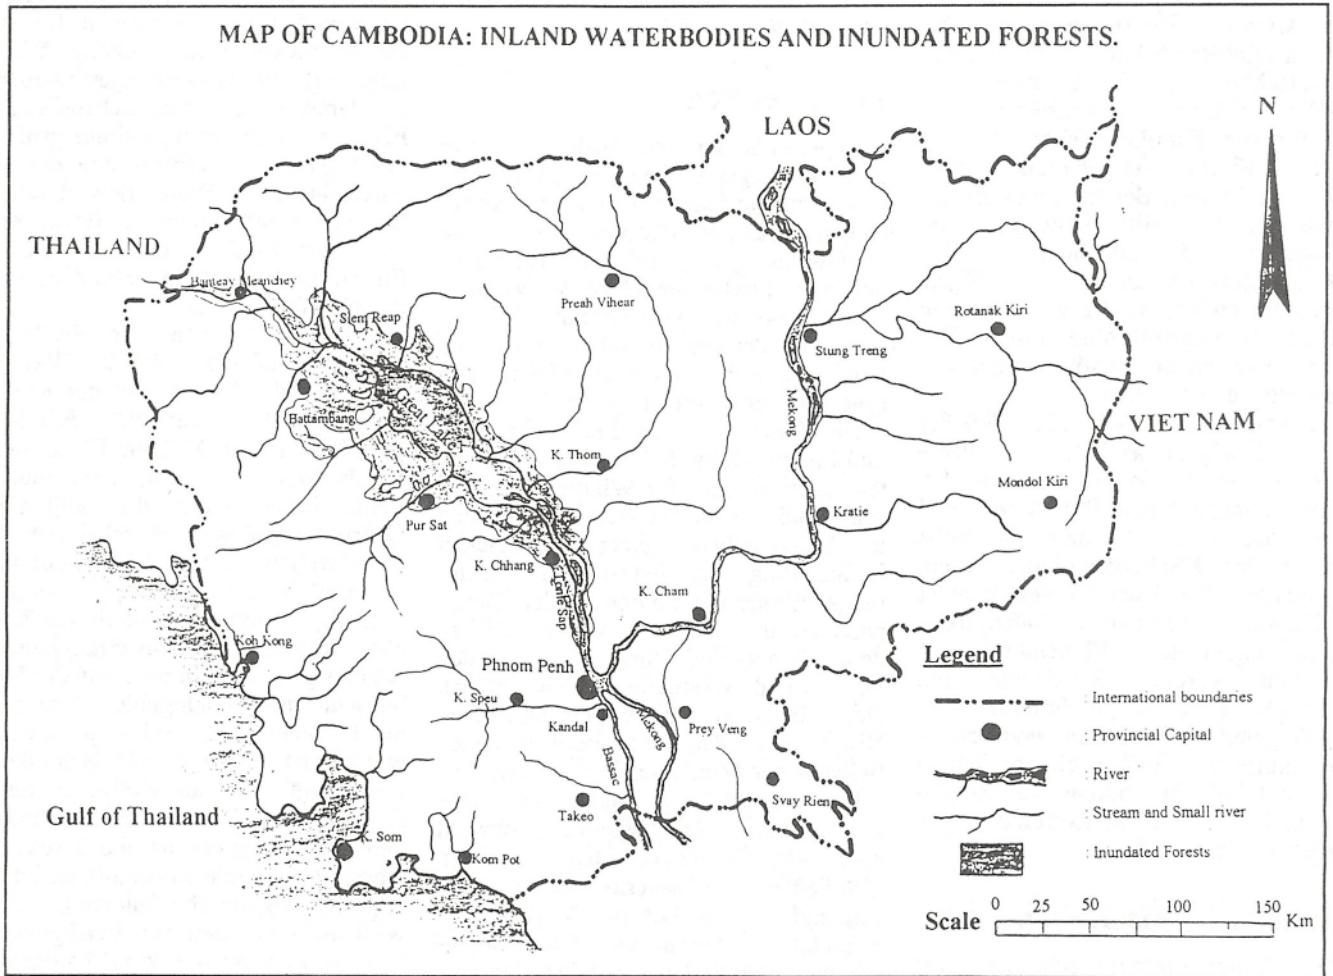 MAP OF CAMBODIA: INLAND WATERBODIES AND INUNDATED FORESTS.
LAOS
N
THAILAND
Banteay Meanchey
Preah Vihear
Siem Reap
Rotanak Kiri
Stung Treng
Mekong
Great
Battambang
VIET NAM
K. Thom
Mondol Kiri
Pur Sat
Kratie
K. Chhang
Tonle Sap
K. Cham
Koh Kong
Phnom Penh
K. Speu
Kandal
Mekong
Prey Veng
Bassac
Svay Rien
Takeo
Gulf of Thailand
K. Som
Kom Pot
Legend
: International boundaries
: Provincial Capital
: River
: Stream and Small river
: Inundated Forests
Scale 0 25 50 100 150 Km